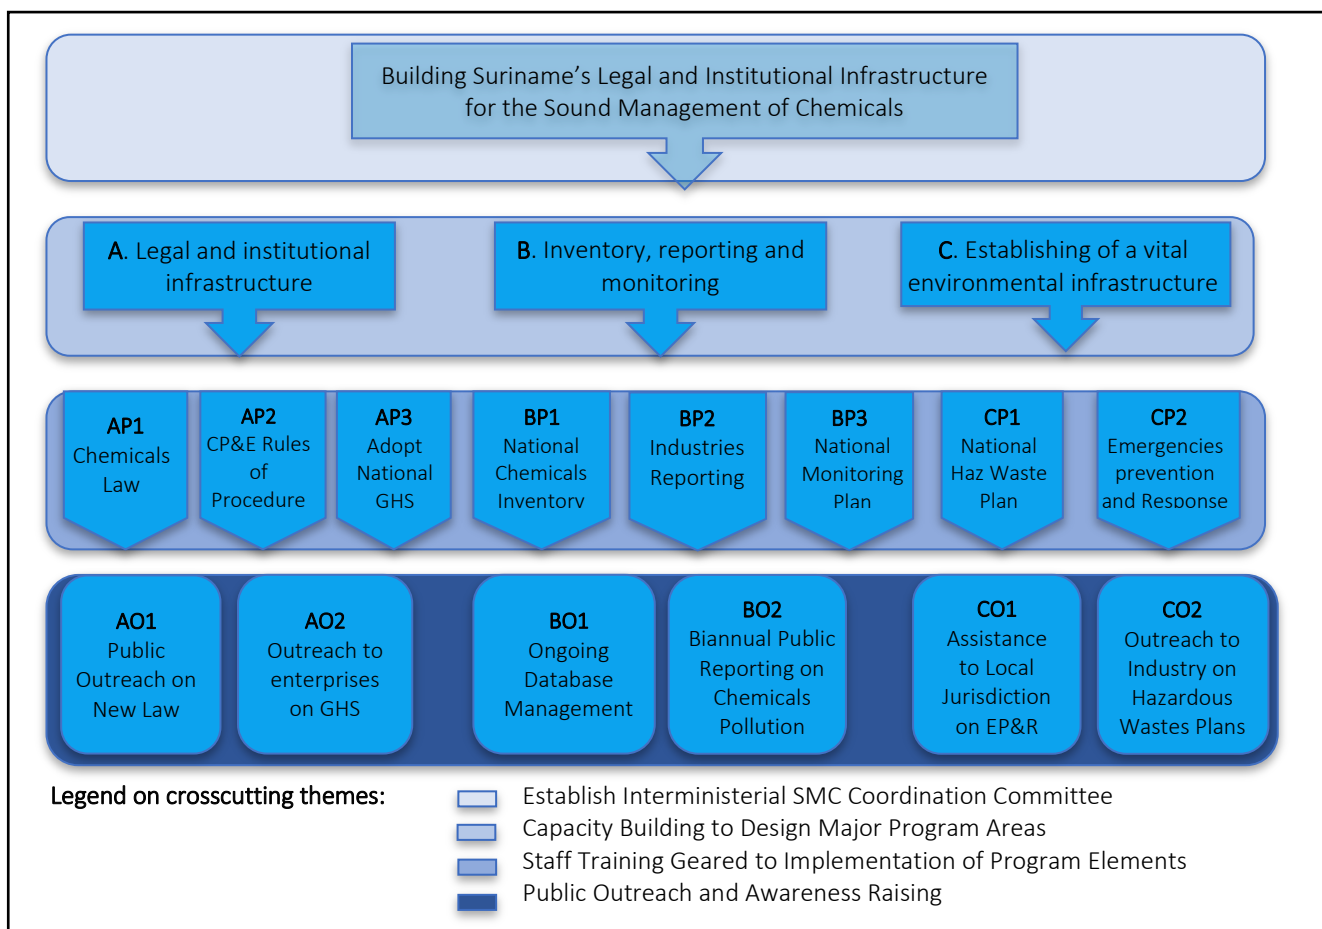 Building Suriname’s Legal and Institutional Infrastructure
for the Sound Management of Chemicals
A. Legal and institutional
infrastructure
B. Inventory, reporting and
monitoring
C. Establishing of a vital
environmental infrastructure
AP1
Chemicals
Law
AP2
CP&E Rules
of
Procedure
AP3
Adopt
National
GHS
BP1
National
Chemicals
Inventory
BP2
Industries
Reporting
BP3
National
Monitoring
Plan
CP1
National
Haz Waste
Plan
CP2
Emergencies
prevention
and Response
AO1
Public
Outreach on
New Law
AO2
Outreach to
enterprises
on GHS
BO1
Ongoing
Database
Management
BO2
Biannual Public
Reporting on
Chemicals
Pollution
CO1
Assistance
to Local
Jurisdiction
on EP&R
CO2
Outreach to
Industry on
Hazardous
Wastes Plans
Legend on crosscutting themes:
Establish Interministerial SMC Coordination Committee
Capacity Building to Design Major Program Areas
Staff Training Geared to Implementation of Program Elements
Public Outreach and Awareness Raising